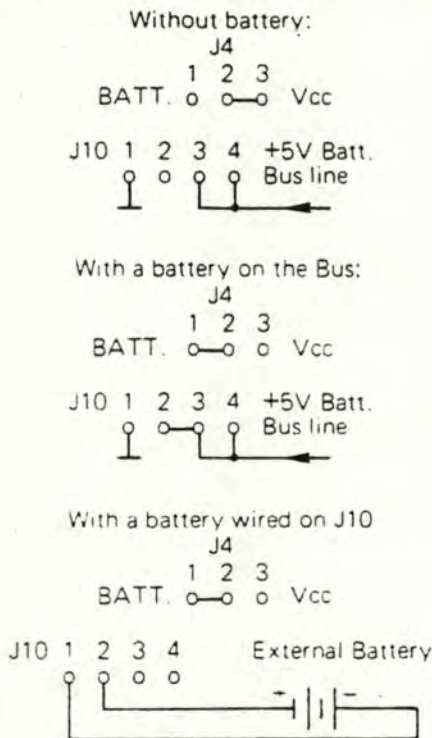 Without battery:
J4
1 2 3
BATT. Vcc
J10 1 2 3 4 +5V Batt.
Bus line
With a battery on the Bus:
J4
1 2 3
BATT. Vcc
J10 1 2 3 4 +5V Batt.
Bus line
With a battery wired on J10
J4
1 2 3
BATT. Vcc
J10 1 2 3 4 External Battery
+ −